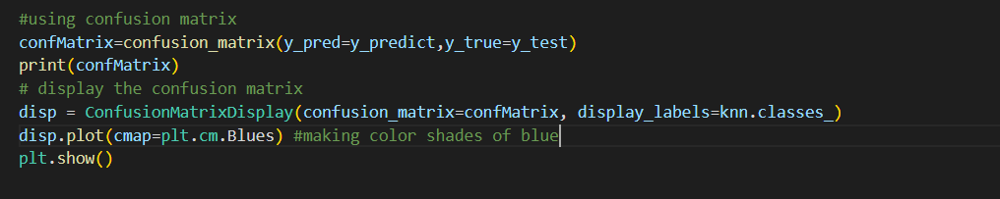 #using confusion matrix
confMatrix=confusion_matrix(y_pred=y_predict,y_true=y_test)
print(confMatrix)
# display the confusion matrix
disp = ConfusionMatrixDisplay(confusion_matrix=confMatrix, display_labels=knn.classes_)
disp.plot(cmap=plt.cm.Blues) #making color shades of blue
plt.show()